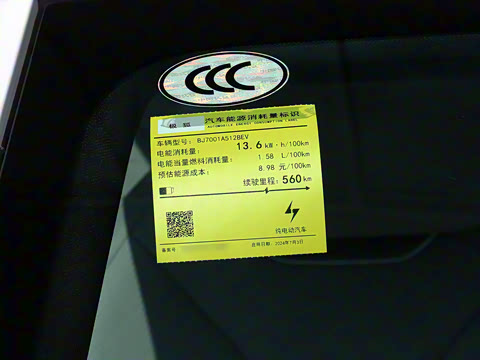 CCC
极狐 汽车能源消耗量标识
AUTOMOBILE ENERGY CONSUMPTION LABEL
车辆型号: BJ7001A512BEV
电能消耗量: 13.6 kW·h/100km
电能当量燃料消耗量: 1.58 L/100km
预估能源成本: 8.98 元/100km
续驶里程: 560 km
纯电动汽车
备案号
启用日期: 2024年7月3日